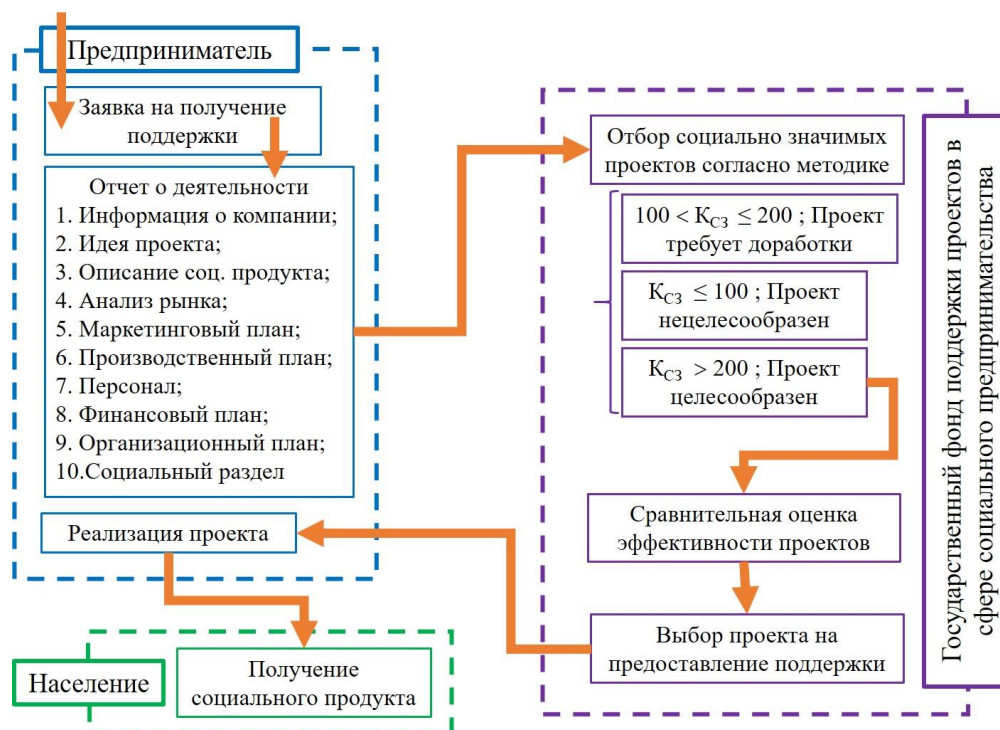 Предприниматель
Заявка на получение
поддержки
Отчет о деятельности
1. Информация о компании;
2. Идея проекта;
3. Описание соц. продукта;
4. Анализ рынка;
5. Маркетинговый план;
6. Производственный план;
7. Персонал;
8. Финансовый план;
9. Организационный план;
10.Социальный раздел
Реализация проекта
Население
Получение
социального продукта
Отбор социально значимых
проектов согласно методике
100 < КСЗ ≤ 200 ; Проект
требует доработки
КСЗ ≤ 100 ; Проект
нецелесообразен
КСЗ > 200 ; Проект
целесообразен
Сравнительная оценка
эффективности проектов
Выбор проекта на
предоставление поддержки
Государственный фонд поддержки проектов в
сфере социального предпринимательства